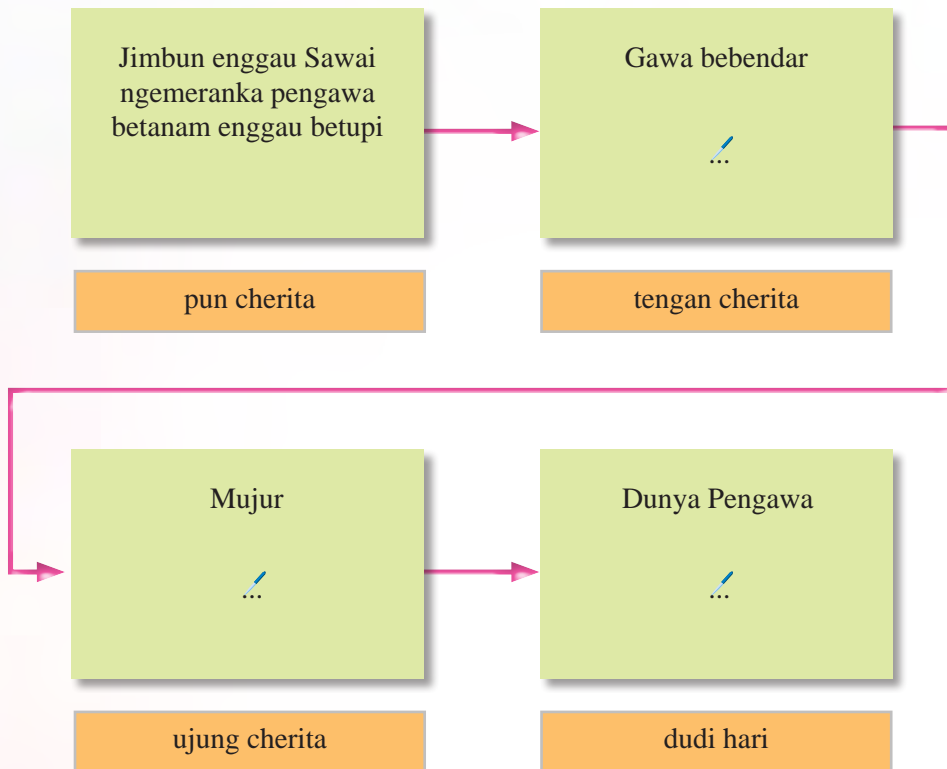 Jimbun enggau Sawai
ngemeranka pengawa
betanam enggau betupi
pun cherita
Gawa bebendar
...
tengan cherita
Mujur
...
ujung cherita
Dunya Pengawa
...
dudi hari